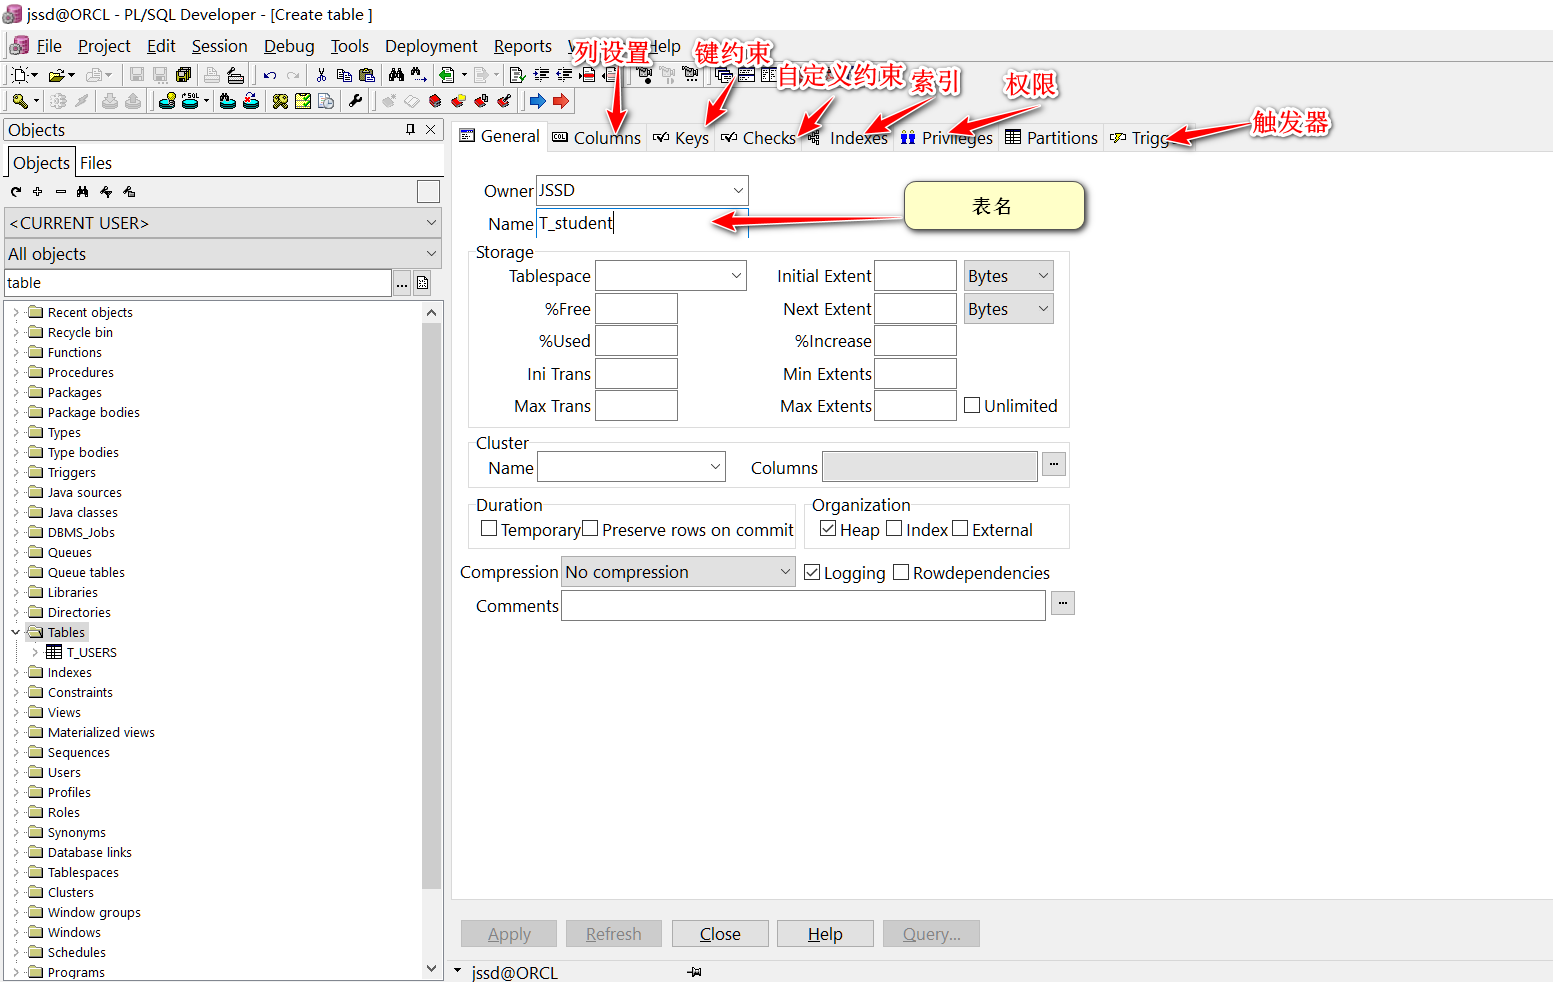 jssd@ORCL - PL/SQL Developer - [Create table ]
File Project Edit Session Debug Tools Deployment Reports Help
列设置 键约束 自定义约束 索引 权限 触发器
Objects
Objects Files
<CURRENT USER>
All objects
table
Recent objects
Recycle bin
Functions
Procedures
Packages
Package bodies
Types
Type bodies
Triggers
Java sources
Java classes
DBMS_Jobs
Queues
Queue tables
Libraries
Directories
Tables
T_USERS
Indexes
Constraints
Views
Materialized views
Sequences
Users
Profiles
Roles
Synonyms
Database links
Tablespaces
Clusters
Window groups
Windows
Schedules
Programs
General Columns Keys Checks Indexes Privileges Partitions Trigg
Owner JSSD
Name T_student
表名
Storage
Tablespace Initial Extent Bytes
%Free Next Extent Bytes
%Used %Increase
Ini Trans Min Extents
Max Trans Max Extents Unlimited
Cluster
Name Columns ...
Duration Organization
Temporary Preserve rows on commit Heap Index External
Compression No compression Logging Rowdependencies
Comments ...
Apply Refresh Close Help Query...
jssd@ORCL